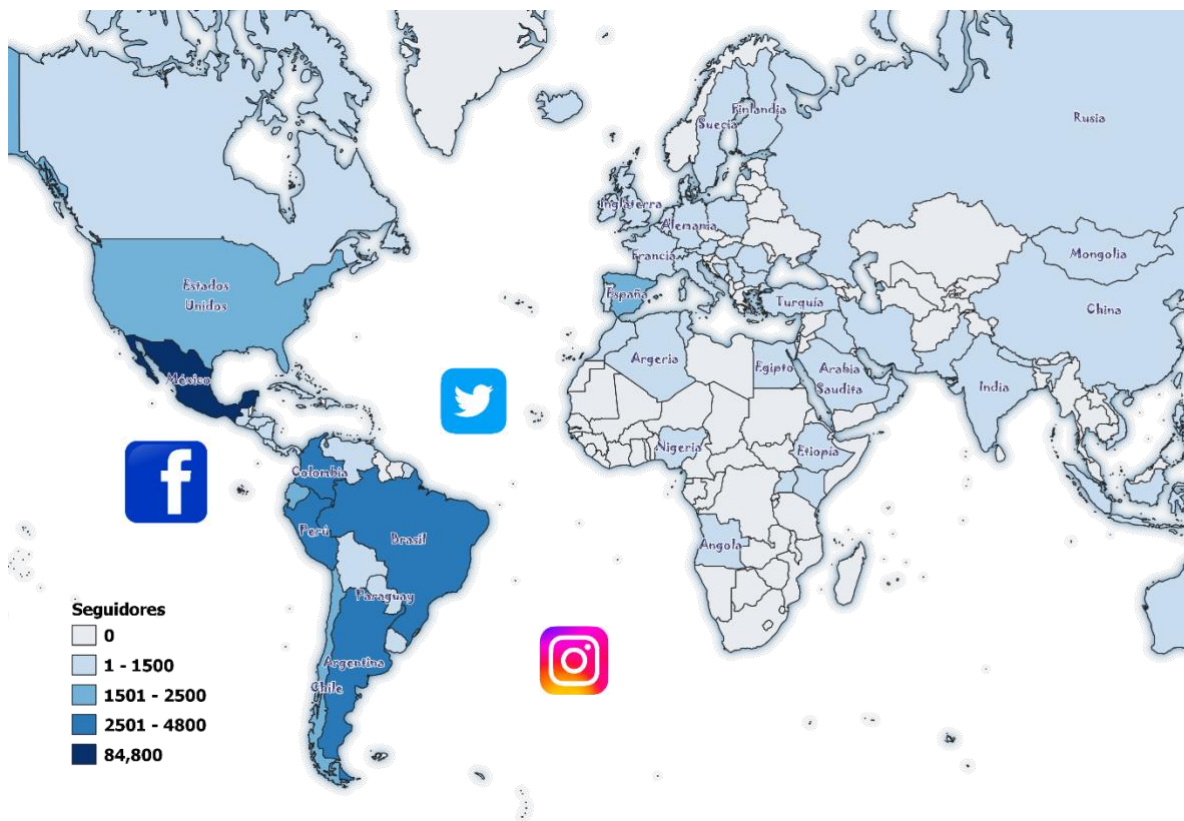 Finlandia
Suecia
Rusia
Inglaterra
Alemania
Mongolia
Francia
Estados
Unidos
España
Turquía
China
Argeria
Egipto
Arabia
Saudita
India
México
Nigeria
Etiopia
Colombia
Perú
Brasil
Angola
Paraguay
Argentina
Chile
Seguidores
0
1 - 1500
1501 - 2500
2501 - 4800
84,800